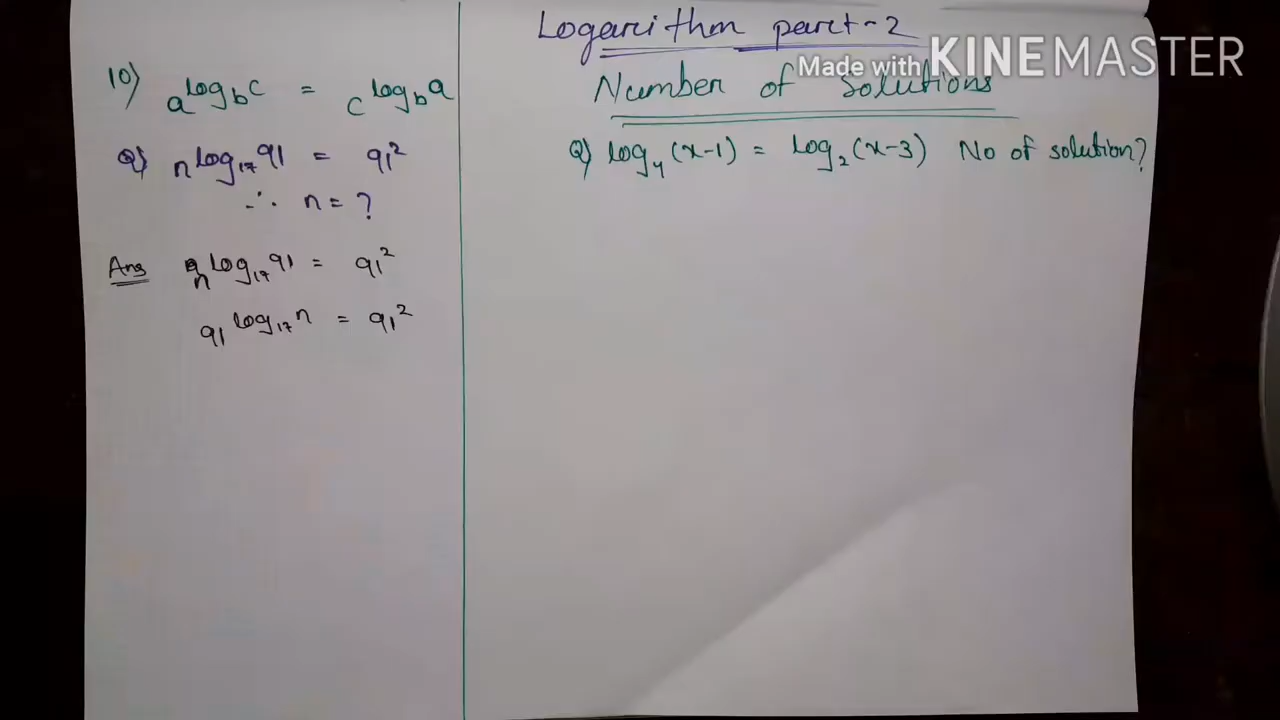 Logarithm part-2
Made with KINEMASTER
10) a^log_b c = c^log_b a
Q) n^log_17 91 = 91^2
∴ n = ?
Ans n^log_17 91 = 91^2
91^log_17 n = 91^2
Number of Solutions
Q) log_4 (x-1) = log_2 (x-3) No of solution?